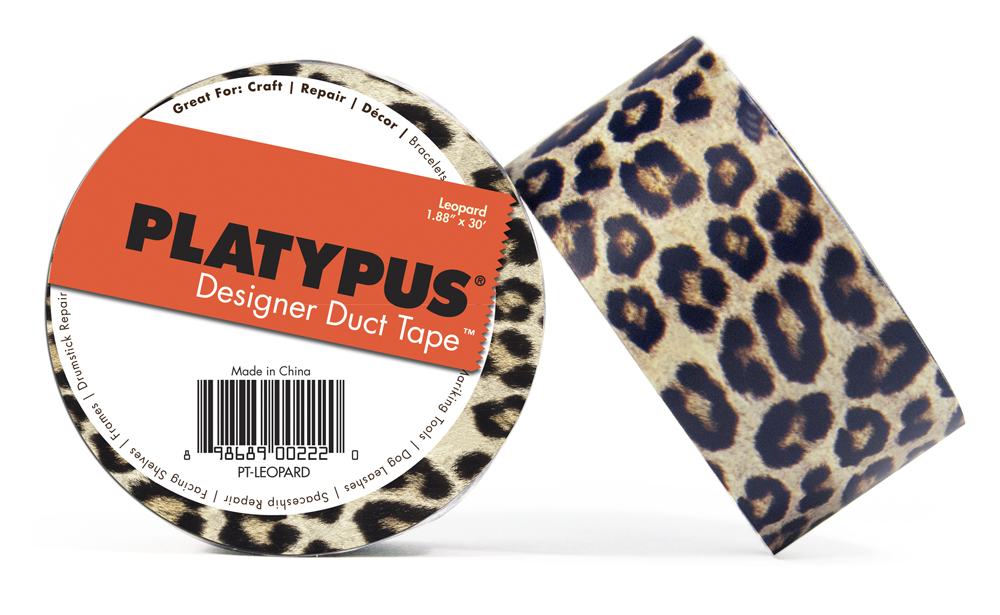 Great For: Craft | Repair | Décor | Bracelets
Leopard
1.88" x 30'
PLATYPUS®
Designer Duct Tape™
Made in China
8 98689 00222 0
PT-LEOPARD
Mariking Tools | Dog Leashes | Spaceship Repair | Facing Shelves | Frames | Drumstick Repair